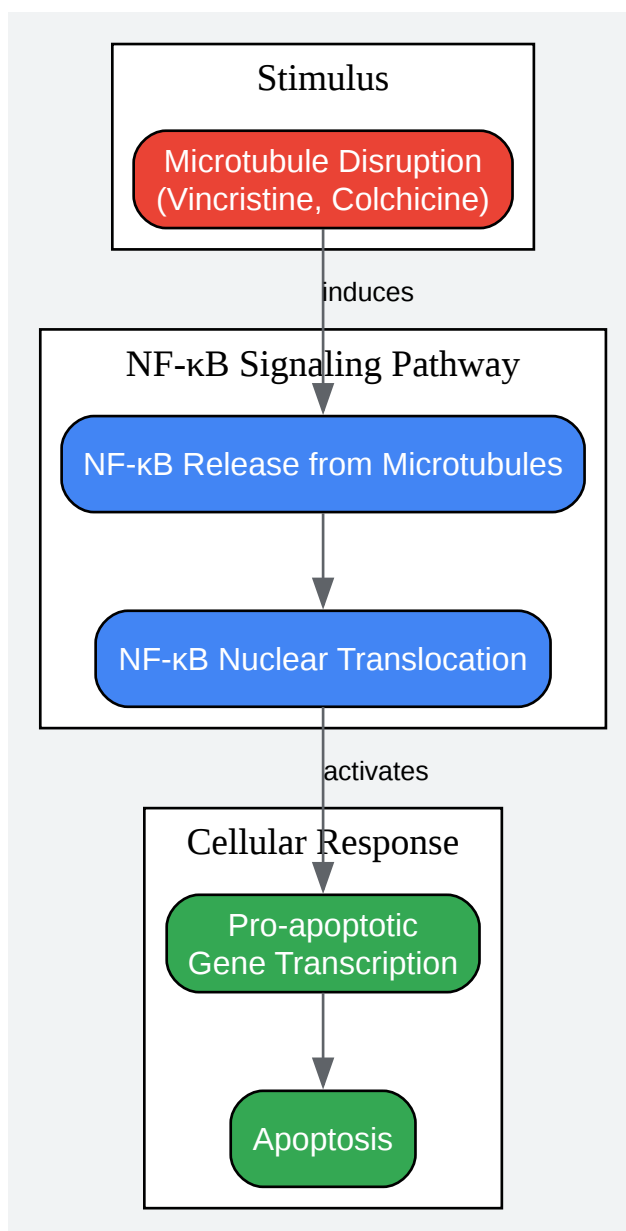 Stimulus
Microtubule Disruption
(Vincristine, Colchicine)
induces
NF-κB Signaling Pathway
NF-κB Release from Microtubules
NF-κB Nuclear Translocation
activates
Cellular Response
Pro-apoptotic
Gene Transcription
Apoptosis